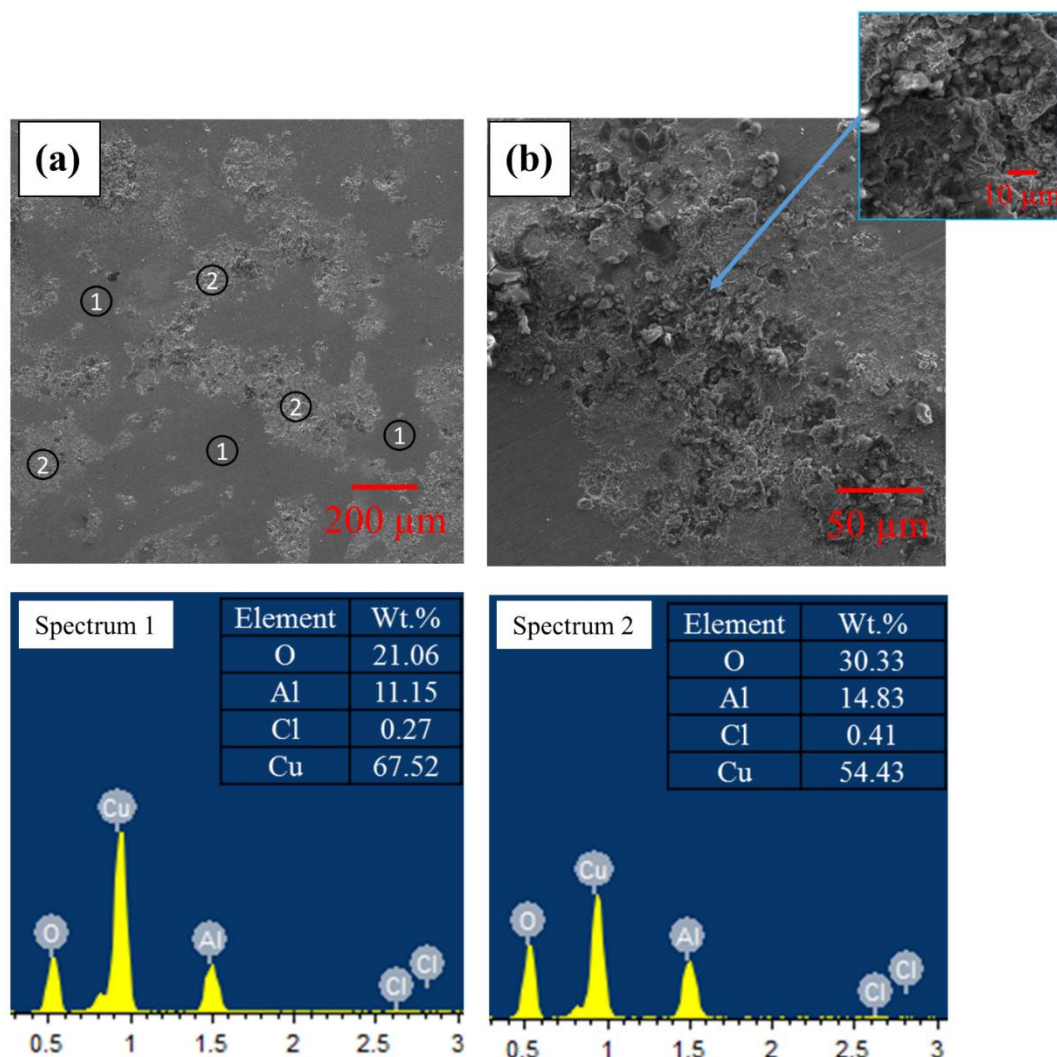 (a)
(b)
10 µm
2
1
2
1
1
2
200 µm
50 µm
Spectrum 1
Element Wt.%
O 21.06
Al 11.15
Cl 0.27
Cu 67.52
Cu
O
Al
Cl
Cl
0.5 1 1.5 2 2.5 3
Spectrum 2
Element Wt.%
O 30.33
Al 14.83
Cl 0.41
Cu 54.43
Cu
O
Al
Cl
Cl
0.5 1 1.5 2 2.5 3